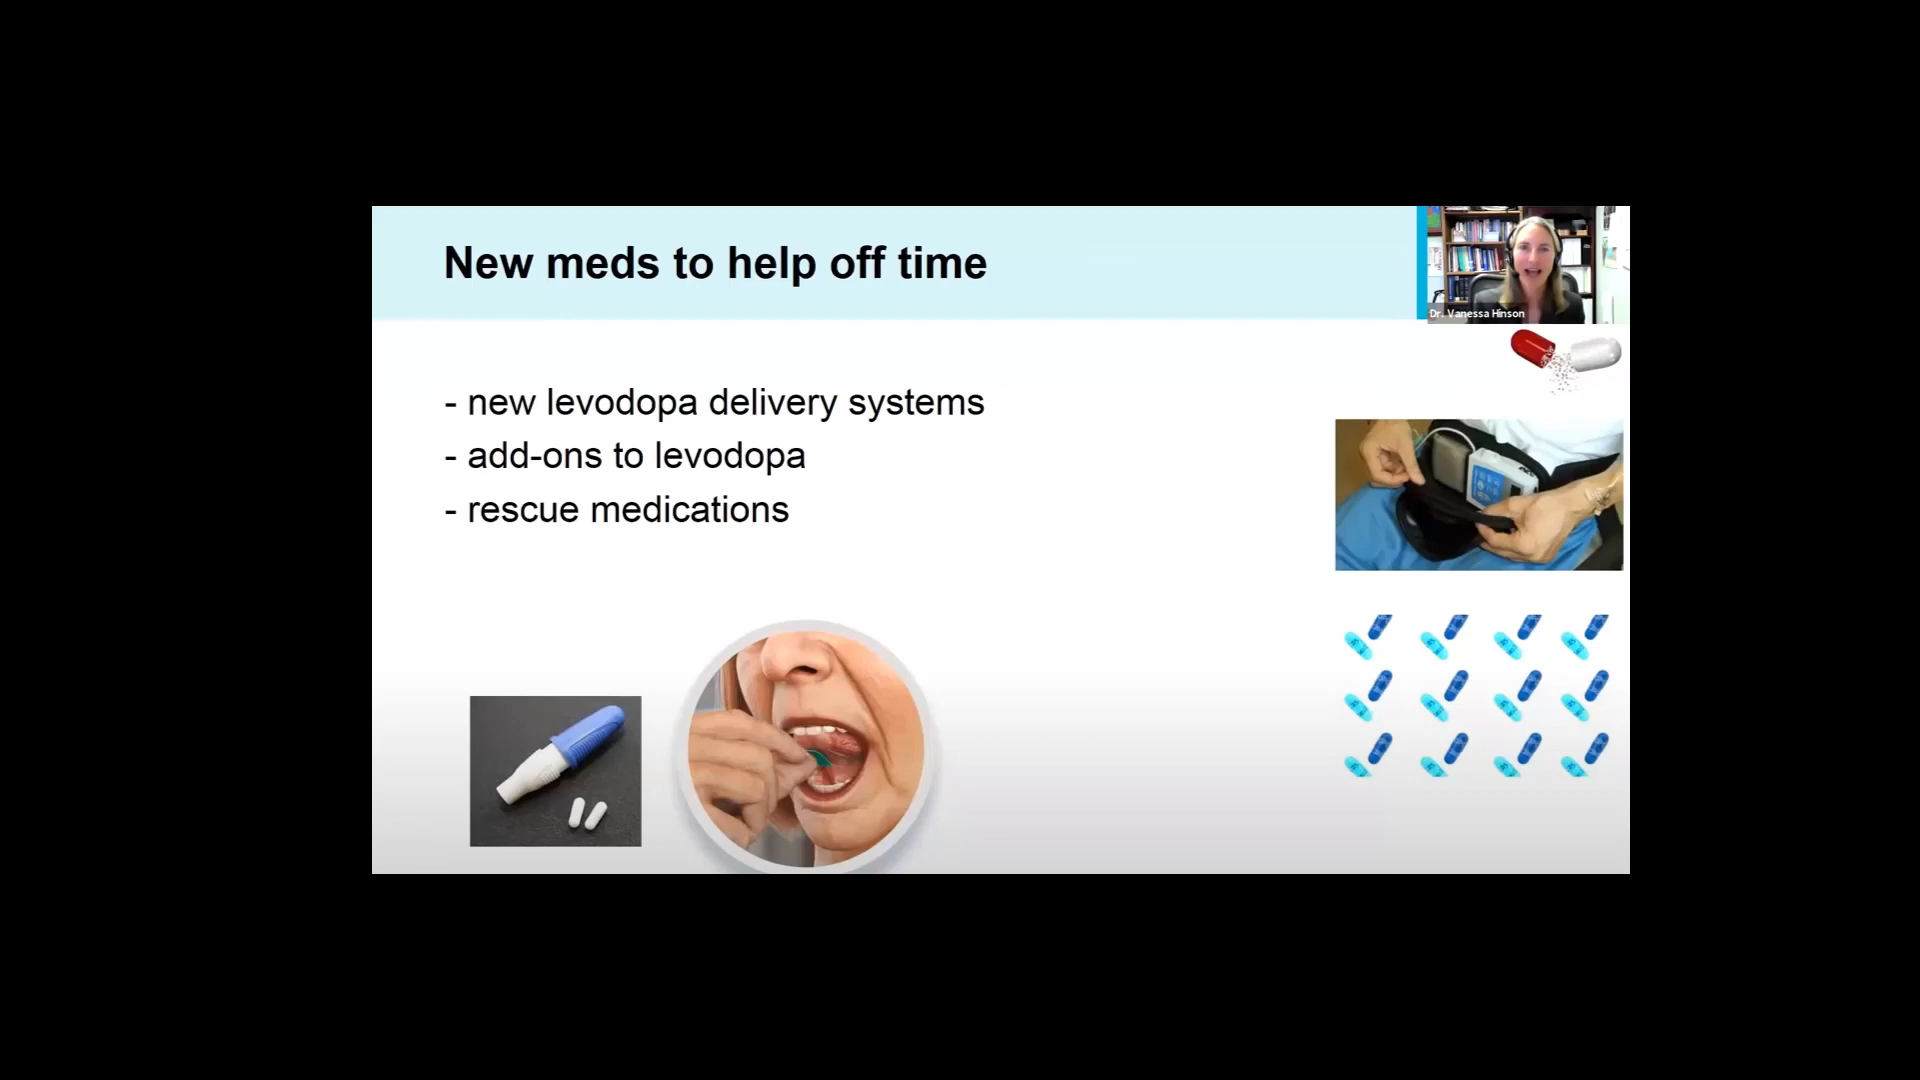 New meds to help off time
Dr. Vanessa Hinson
- new levodopa delivery systems
- add-ons to levodopa
- rescue medications